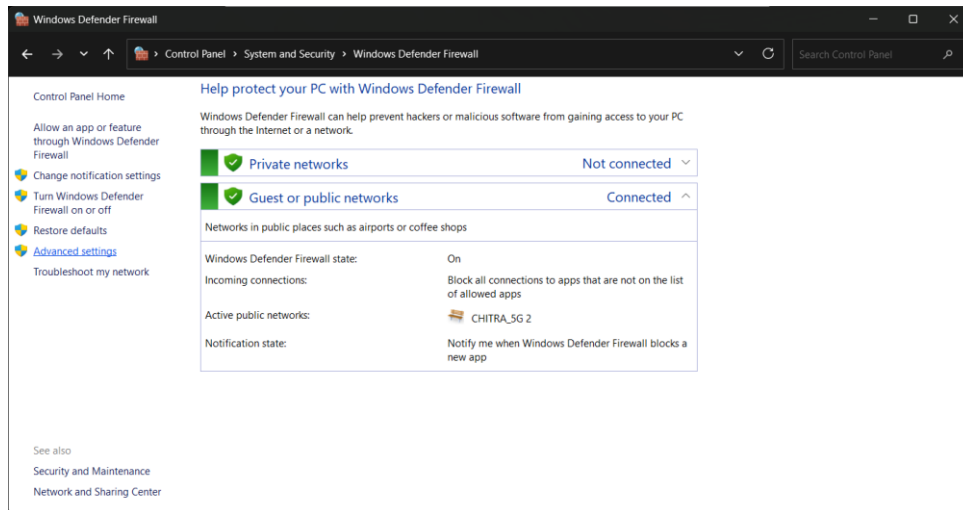 Windows Defender Firewall
Control Panel > System and Security > Windows Defender Firewall
Search Control Panel
Control Panel Home
Allow an app or feature
through Windows Defender
Firewall
Change notification settings
Turn Windows Defender
Firewall on or off
Restore defaults
Advanced settings
Troubleshoot my network
Help protect your PC with Windows Defender Firewall
Windows Defender Firewall can help prevent hackers or malicious software from gaining access to your PC
through the Internet or a network.
Private networks Not connected
Guest or public networks Connected
Networks in public places such as airports or coffee shops
Windows Defender Firewall state: On
Incoming connections: Block all connections to apps that are not on the list
of allowed apps
Active public networks: CHITRA_5G 2
Notification state: Notify me when Windows Defender Firewall blocks a
new app
See also
Security and Maintenance
Network and Sharing Center